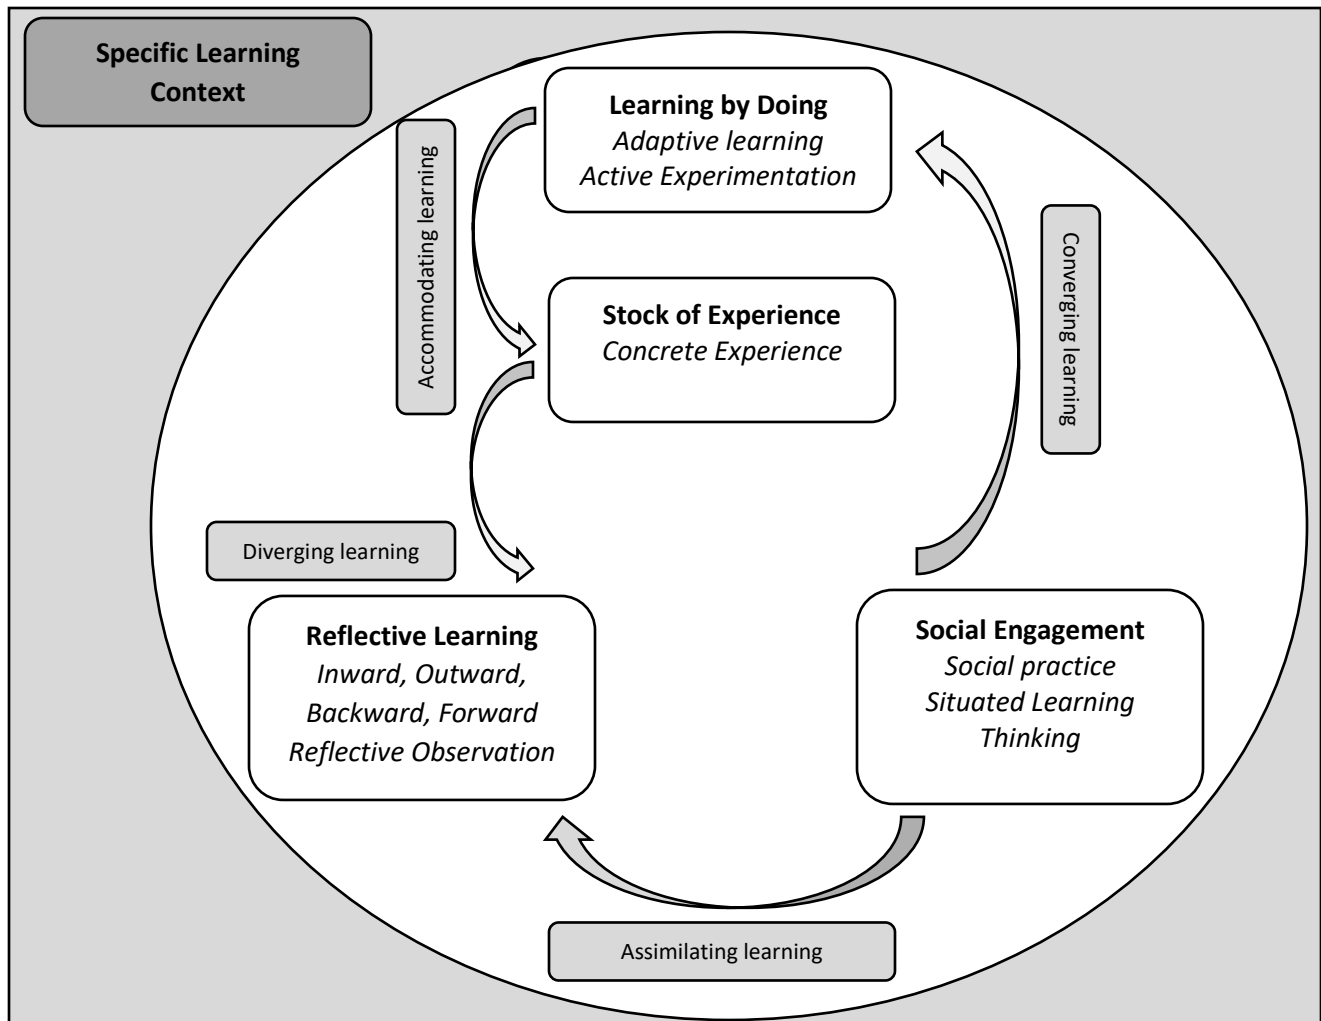 Specific Learning
Context
Learning by Doing
Adaptive learning
Active Experimentation
Accommodating learning
Converging learning
Stock of Experience
Concrete Experience
Diverging learning
Reflective Learning
Inward, Outward,
Backward, Forward
Reflective Observation
Social Engagement
Social practice
Situated Learning
Thinking
Assimilating learning